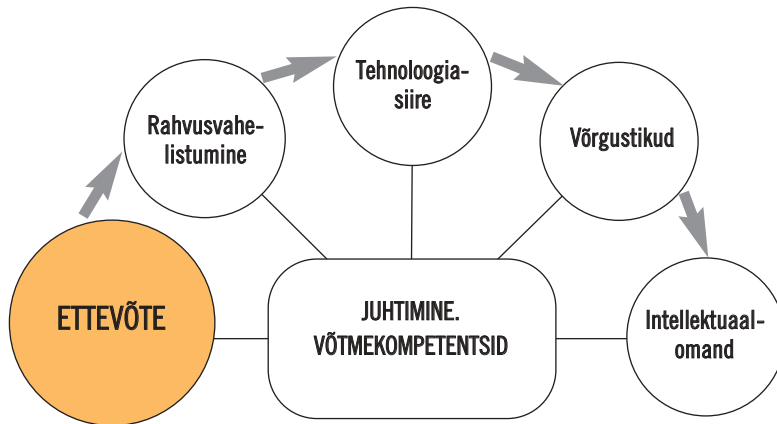 Tehnoloogia-
siire
Rahvusvahe-
listumine
Võrgustikud
ETTEVÕTE
JUHTIMINE.
VÕTMEKOMPETENTSID
Intellektuaal-
omand